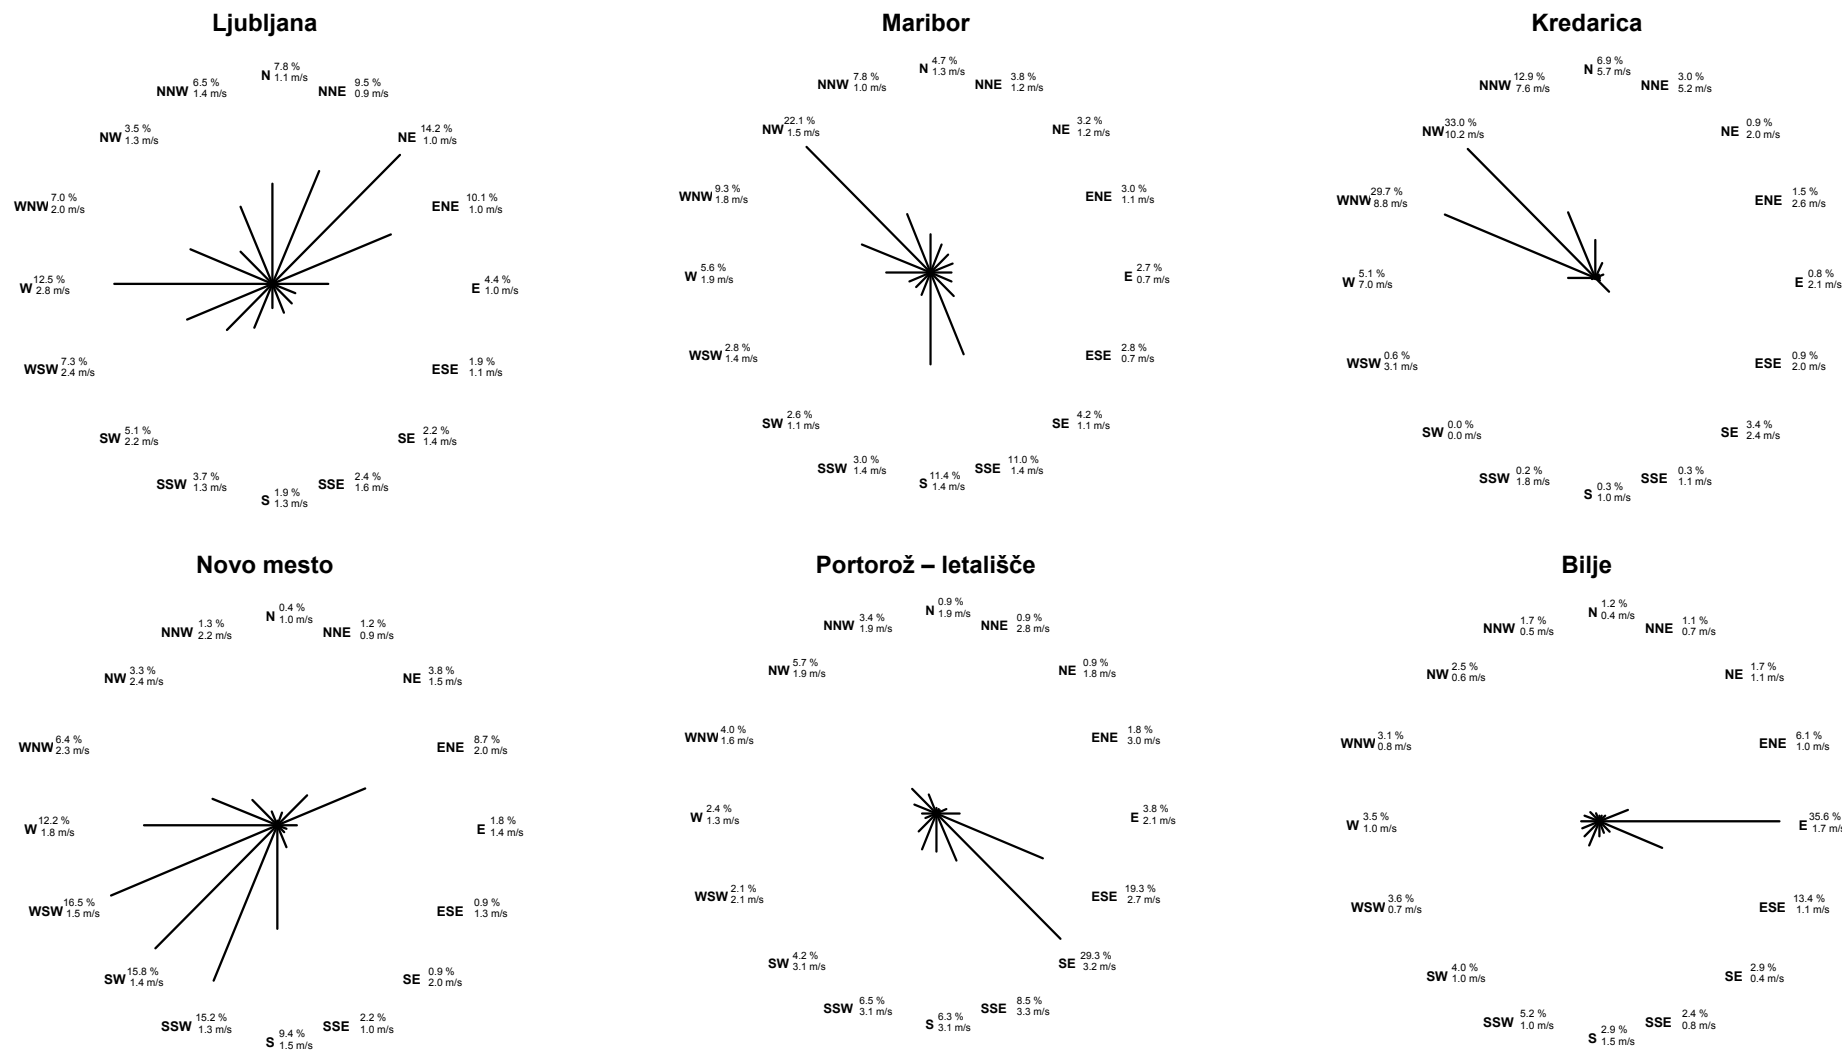 Ljubljana
N 7.8 %
1.1 m/s
NNE 9.5 %
0.9 m/s
NE 14.2 %
1.0 m/s
ENE 10.1 %
1.0 m/s
E 4.4 %
1.0 m/s
ESE 1.9 %
1.1 m/s
SE 2.2 %
1.4 m/s
SSE 2.4 %
1.6 m/s
S 1.9 %
1.3 m/s
SSW 3.7 %
1.3 m/s
SW 5.1 %
2.2 m/s
WSW 7.3 %
2.4 m/s
W 12.5 %
2.8 m/s
WNW 7.0 %
2.0 m/s
NW 3.5 %
1.3 m/s
NNW 6.5 %
1.4 m/s
Maribor
N 4.7 %
1.3 m/s
NNE 3.8 %
1.2 m/s
NE 3.2 %
1.2 m/s
ENE 3.0 %
1.1 m/s
E 2.7 %
0.7 m/s
ESE 2.8 %
0.7 m/s
SE 4.2 %
1.1 m/s
SSE 11.0 %
1.4 m/s
S 11.4 %
1.4 m/s
SSW 3.0 %
1.4 m/s
SW 2.6 %
1.1 m/s
WSW 2.8 %
1.4 m/s
W 5.6 %
1.9 m/s
WNW 9.3 %
1.8 m/s
NW 22.1 %
1.5 m/s
NNW 7.8 %
1.0 m/s
Kredarica
N 6.9 %
5.7 m/s
NNE 3.0 %
5.2 m/s
NE 0.9 %
2.0 m/s
ENE 1.5 %
2.6 m/s
E 0.8 %
2.1 m/s
ESE 0.9 %
2.0 m/s
SE 3.4 %
2.4 m/s
SSE 0.3 %
1.1 m/s
S 0.3 %
1.0 m/s
SSW 0.2 %
1.8 m/s
SW 0.0 %
0.0 m/s
WSW 0.6 %
3.1 m/s
W 5.1 %
7.0 m/s
WNW 29.7 %
8.8 m/s
NW 33.0 %
10.2 m/s
NNW 12.9 %
7.6 m/s
Novo mesto
N 0.4 %
1.0 m/s
NNE 1.2 %
0.9 m/s
NE 3.8 %
1.5 m/s
ENE 8.7 %
2.0 m/s
E 1.8 %
1.4 m/s
ESE 0.9 %
1.3 m/s
SE 0.9 %
2.0 m/s
SSE 2.2 %
1.0 m/s
S 9.4 %
1.5 m/s
SSW 15.2 %
1.3 m/s
SW 15.8 %
1.4 m/s
WSW 16.5 %
1.5 m/s
W 12.2 %
1.8 m/s
WNW 6.4 %
2.3 m/s
NW 3.3 %
2.4 m/s
NNW 1.3 %
2.2 m/s
Portorož – letališče
N 0.9 %
1.9 m/s
NNE 0.9 %
2.8 m/s
NE 0.9 %
1.8 m/s
ENE 1.8 %
3.0 m/s
E 3.8 %
2.1 m/s
ESE 19.3 %
2.7 m/s
SE 29.3 %
3.2 m/s
SSE 8.5 %
3.3 m/s
S 6.3 %
3.1 m/s
SSW 6.5 %
3.1 m/s
SW 4.2 %
3.1 m/s
WSW 2.1 %
2.1 m/s
W 2.4 %
1.3 m/s
WNW 4.0 %
1.6 m/s
NW 5.7 %
1.9 m/s
NNW 3.4 %
1.9 m/s
Bilje
N 1.2 %
0.4 m/s
NNE 1.1 %
0.7 m/s
NE 1.7 %
1.1 m/s
ENE 6.1 %
1.0 m/s
E 35.6 %
1.7 m/s
ESE 13.4 %
1.1 m/s
SE 2.9 %
0.4 m/s
SSE 2.4 %
0.8 m/s
S 2.9 %
1.5 m/s
SSW 5.2 %
1.0 m/s
SW 4.0 %
1.0 m/s
WSW 3.6 %
0.7 m/s
W 3.5 %
1.0 m/s
WNW 3.1 %
0.8 m/s
NW 2.5 %
0.6 m/s
NNW 1.7 %
0.5 m/s